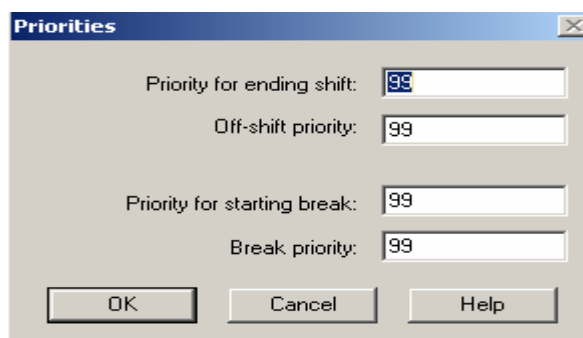 Priorities
Priority for ending shift: 99
Off-shift priority: 99
Priority for starting break: 99
Break priority: 99
OK Cancel Help